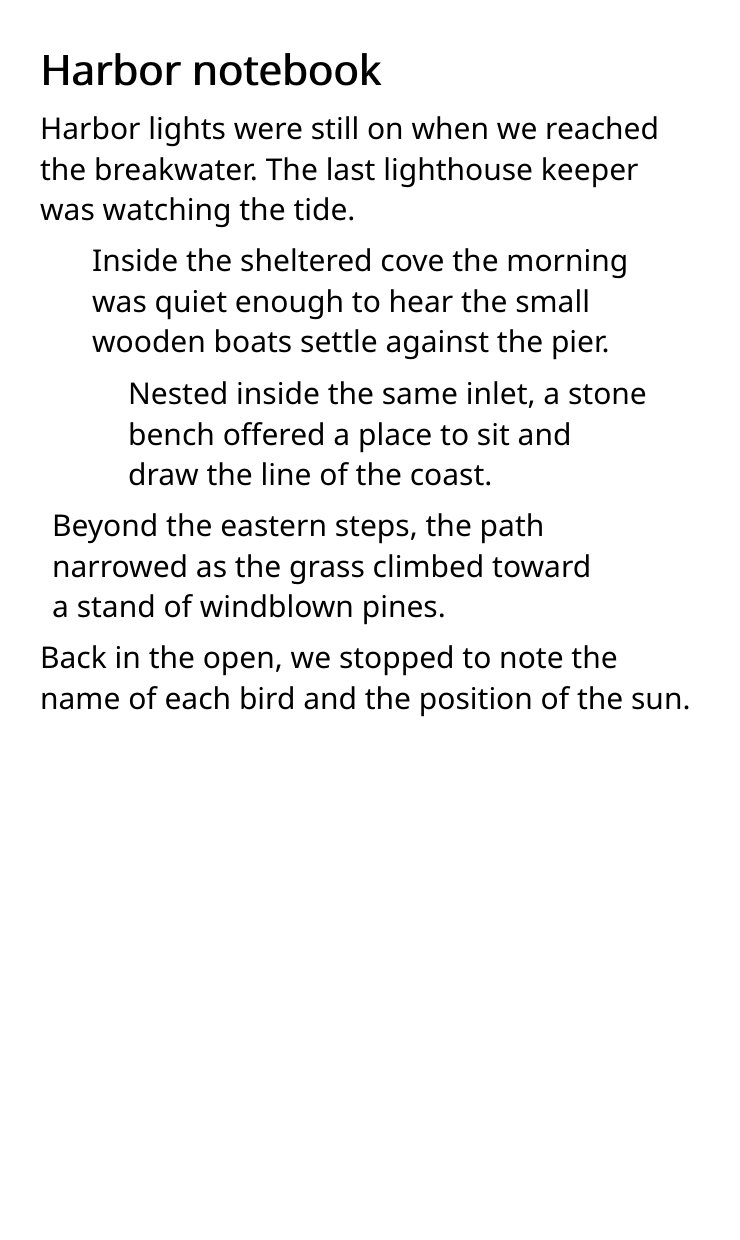 Harbor notebook
Harbor lights were still on when we reached
the breakwater. The last lighthouse keeper
was watching the tide.
Inside the sheltered cove the morning
was quiet enough to hear the small
wooden boats settle against the pier.
Nested inside the same inlet, a stone
bench offered a place to sit and
draw the line of the coast.
Beyond the eastern steps, the path
narrowed as the grass climbed toward
a stand of windblown pines.
Back in the open, we stopped to note the
name of each bird and the position of the sun.